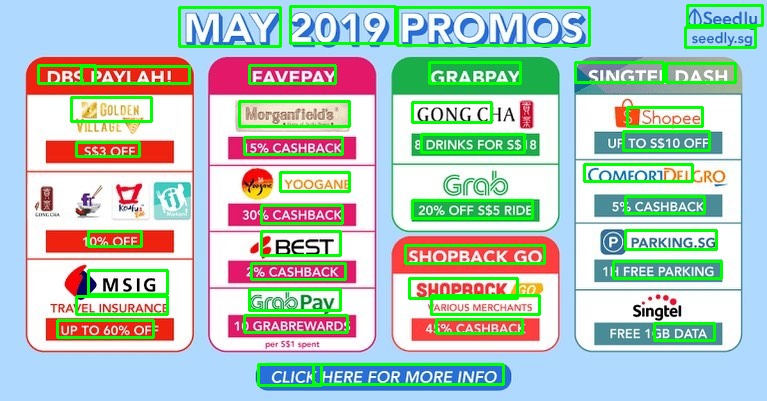 MAY 2019 PROMOS
Seedly
seedly.sg
DBS PAYLAH!
GOLDEN
VILLAGE
S$3 OFF
GONG CHA
Koufu
10% OFF
MSIG
TRAVEL INSURANCE
UP TO 60% OFF
FAVEPAY
Morganfield's
15% CASHBACK
Yoogane
YOOGANE
30% CASHBACK
BEST
2% CASHBACK
GrabPay
10 GRABREWARDS
per S$1 spent
GRABPAY
GONG CHA
8 DRINKS FOR S$18
Grab
20% OFF S$5 RIDE
SHOPBACK GO
SHOPBACK GO
VARIOUS MERCHANTS
45% CASHBACK
SINGTEL DASH
Shopee
UP TO S$10 OFF
COMFORTDELGRO
5% CASHBACK
P PARKING.SG
1H FREE PARKING
Singtel
FREE 1GB DATA
CLICK HERE FOR MORE INFO